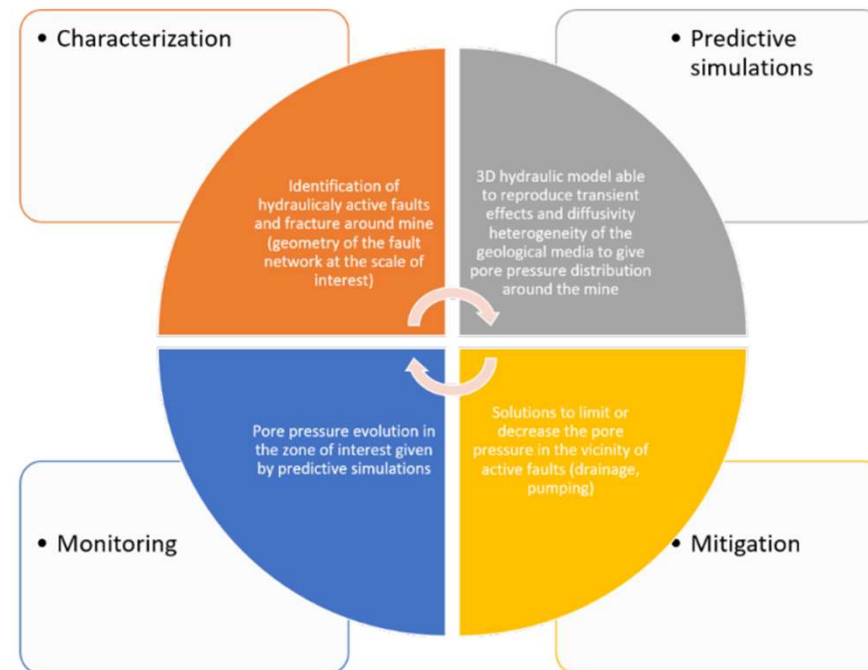 • Characterization
• Predictive
simulations
Identification of
hydraulicaly active faults
and fracture around mine
(geometry of the fault
network at the scale of
interest)
3D hydraulic model able
to reproduce transient
effects and diffusivity
heterogeneity of the
geological media to give
pore pressure distribution
around the mine
Pore pressure evolution in
the zone of interest given
by predictive simulations
Solutions to limit or
decrease the pore
pressure in the vicinity of
active faults (drainage,
pumping)
• Monitoring
• Mitigation